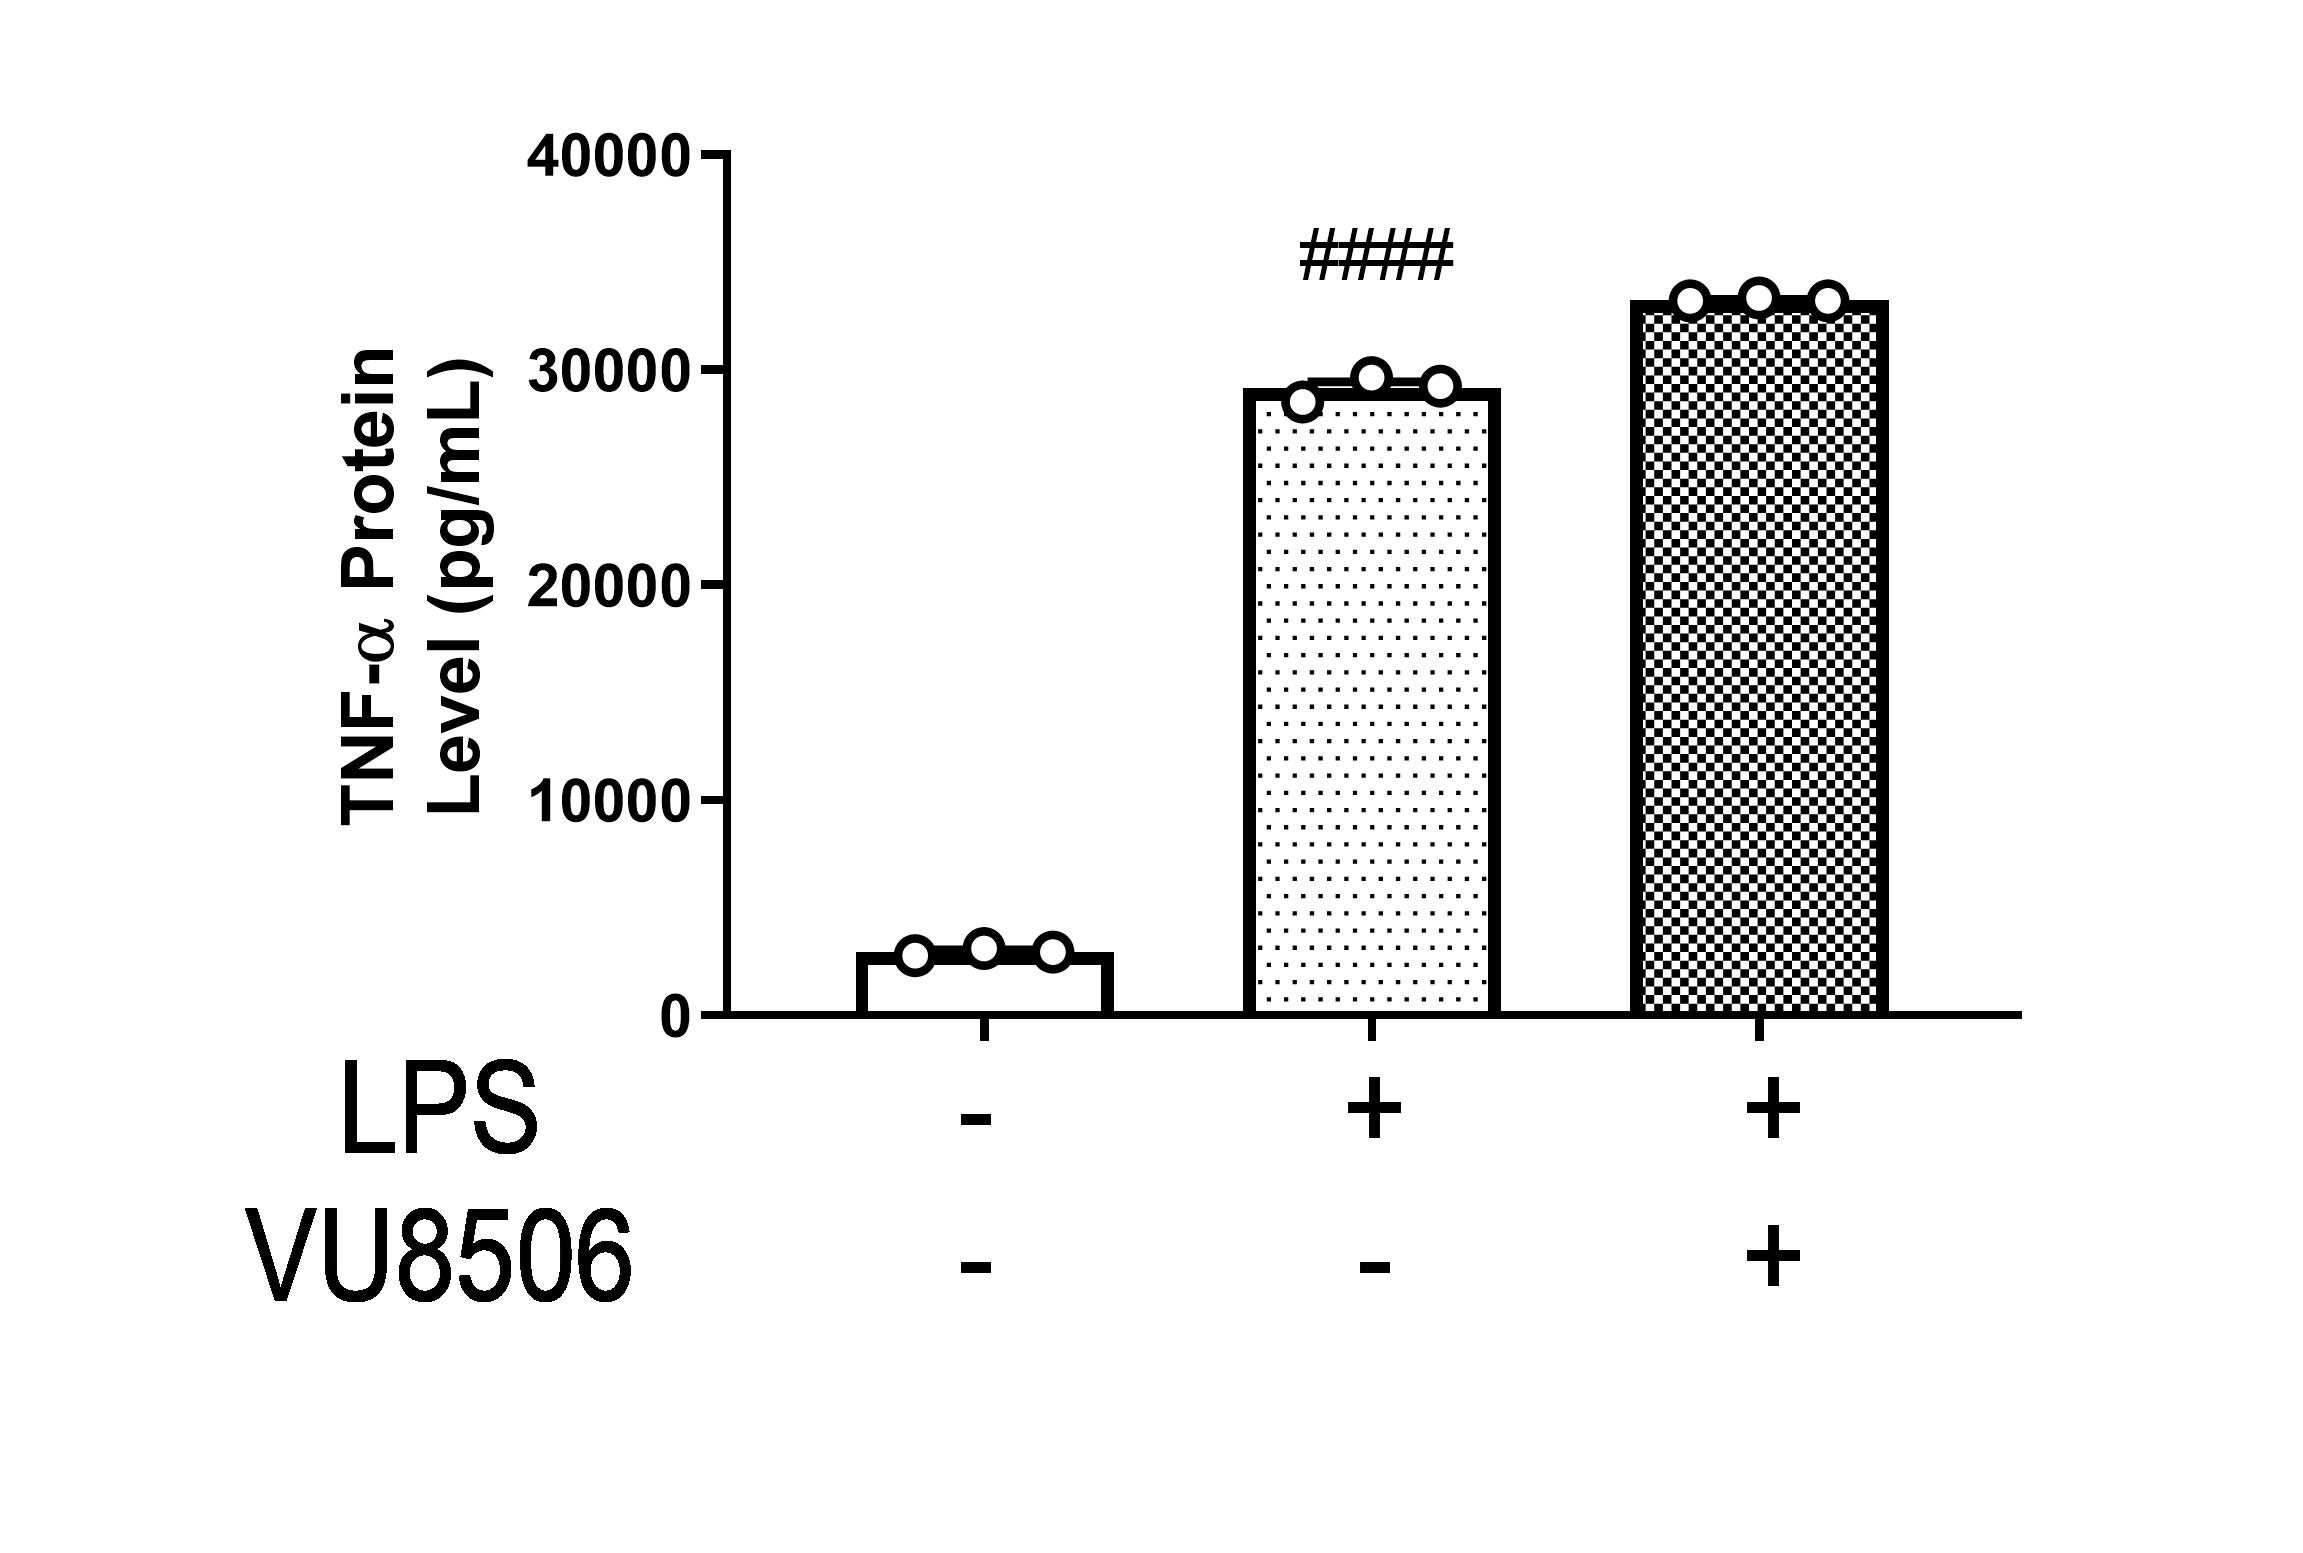 TNF-α Protein
Level (pg/mL)
40000
30000
20000
10000
0
####
LPS - + +
VU8506 - - +